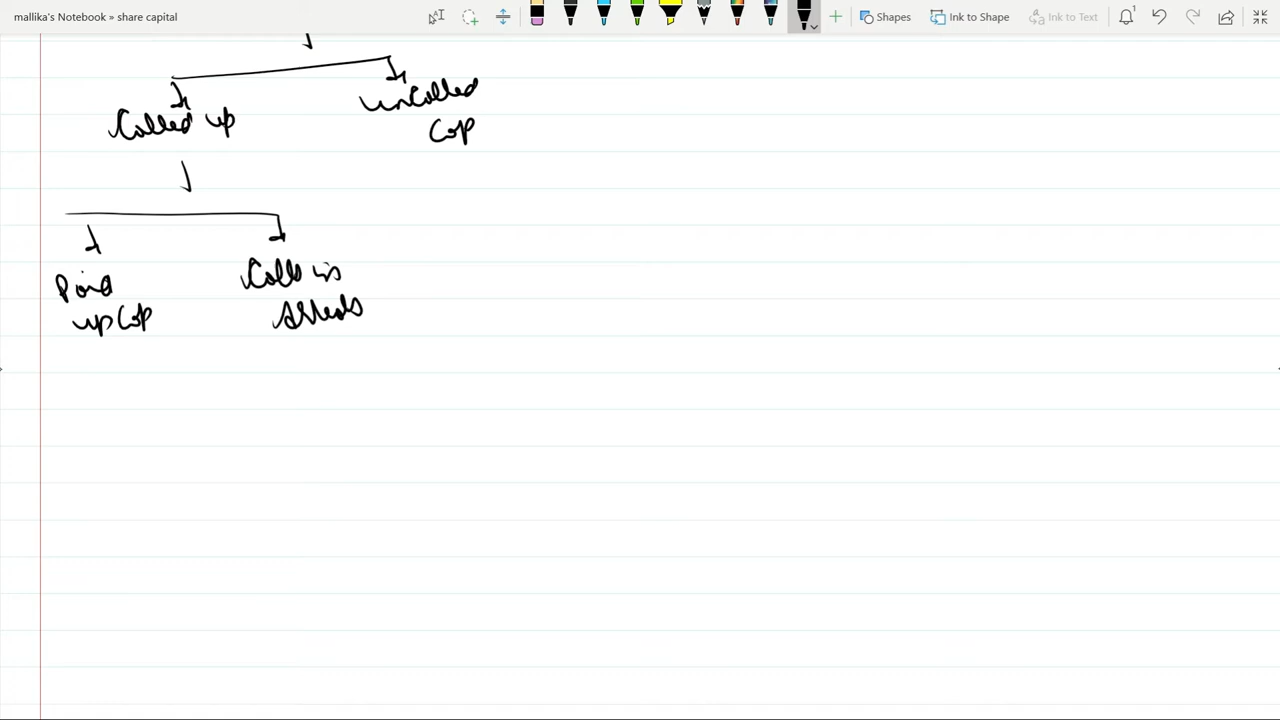 mallika's Notebook » share capital
Shapes
Ink to Shape
Ink to Text
Called up
uncalled
Cap
Paid
up Cap
Calls in
Arrears